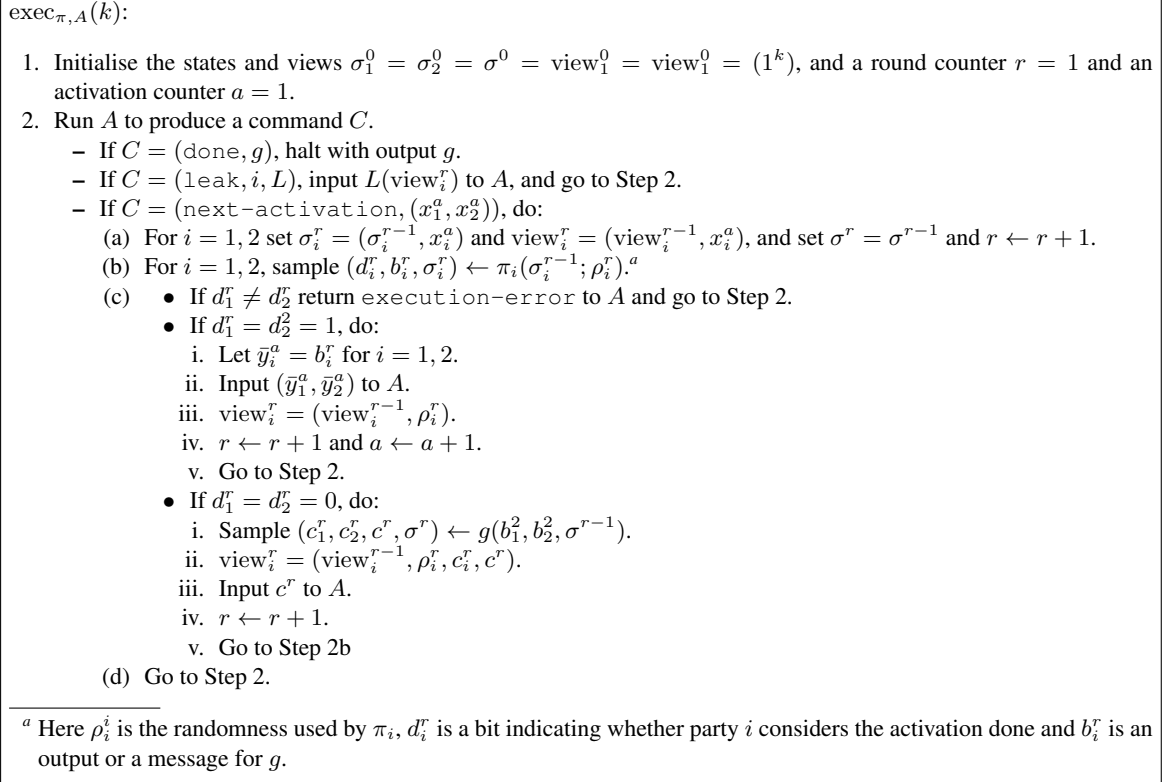 exec_{π,A}(k):
1. Initialise the states and views σ_1^0 = σ_2^0 = σ^0 = view_1^0 = view_1^0 = (1^k), and a round counter r = 1 and an
activation counter a = 1.
2. Run A to produce a command C.
– If C = (done, g), halt with output g.
– If C = (leak, i, L), input L(view_i^r) to A, and go to Step 2.
– If C = (next-activation, (x_1^a, x_2^a)), do:
(a) For i = 1, 2 set σ_i^r = (σ_i^{r−1}, x_i^a) and view_i^r = (view_i^{r−1}, x_i^a), and set σ^r = σ^{r−1} and r ← r + 1.
(b) For i = 1, 2, sample (d_i^r, b_i^r, σ_i^r) ← π_i(σ_i^{r−1}; ρ_i^r).^a
(c) • If d_1^r ≠ d_2^r return execution-error to A and go to Step 2.
• If d_1^r = d_2^2 = 1, do:
i. Let ȳ_i^a = b_i^r for i = 1, 2.
ii. Input (ȳ_1^a, ȳ_2^a) to A.
iii. view_i^r = (view_i^{r−1}, ρ_i^r).
iv. r ← r + 1 and a ← a + 1.
v. Go to Step 2.
• If d_1^r = d_2^r = 0, do:
i. Sample (c_1^r, c_2^r, c^r, σ^r) ← g(b_1^2, b_2^2, σ^{r−1}).
ii. view_i^r = (view_i^{r−1}, ρ_i^r, c_i^r, c^r).
iii. Input c^r to A.
iv. r ← r + 1.
v. Go to Step 2b
(d) Go to Step 2.
^a Here ρ_i^i is the randomness used by π_i, d_i^r is a bit indicating whether party i considers the activation done and b_i^r is an
output or a message for g.